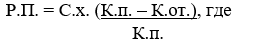 Р.П. = С.х. (К.п. – К.от.), где
К.п.